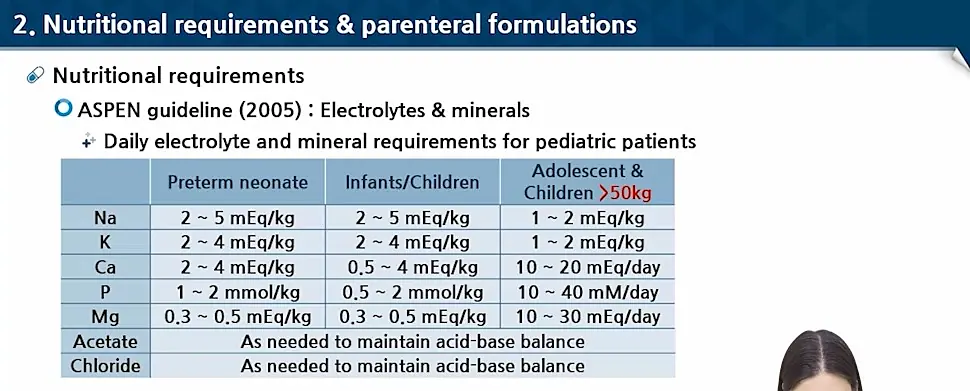 2. Nutritional requirements & parenteral formulations
Nutritional requirements
ASPEN guideline (2005) : Electrolytes & minerals
Daily electrolyte and mineral requirements for pediatric patients
Preterm neonate Infants/Children Adolescent & Children >50kg
Na 2 ~ 5 mEq/kg 2 ~ 5 mEq/kg 1 ~ 2 mEq/kg
K 2 ~ 4 mEq/kg 2 ~ 4 mEq/kg 1 ~ 2 mEq/kg
Ca 2 ~ 4 mEq/kg 0.5 ~ 4 mEq/kg 10 ~ 20 mEq/day
P 1 ~ 2 mmol/kg 0.5 ~ 2 mmol/kg 10 ~ 40 mM/day
Mg 0.3 ~ 0.5 mEq/kg 0.3 ~ 0.5 mEq/kg 10 ~ 30 mEq/day
Acetate As needed to maintain acid-base balance
Chloride As needed to maintain acid-base balance